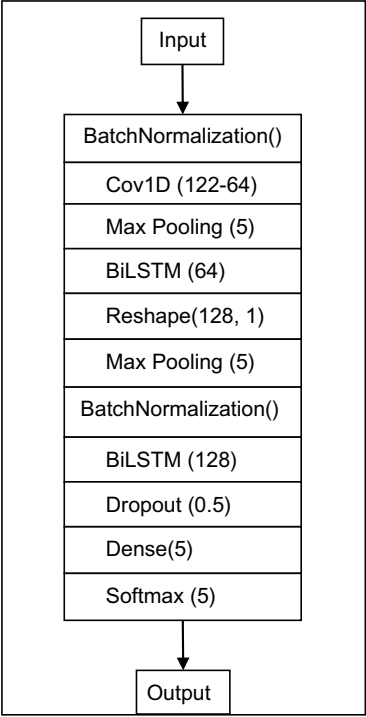 Input
BatchNormalization()
Cov1D (122-64)
Max Pooling (5)
BiLSTM (64)
Reshape(128, 1)
Max Pooling (5)
BatchNormalization()
BiLSTM (128)
Dropout (0.5)
Dense(5)
Softmax (5)
Output